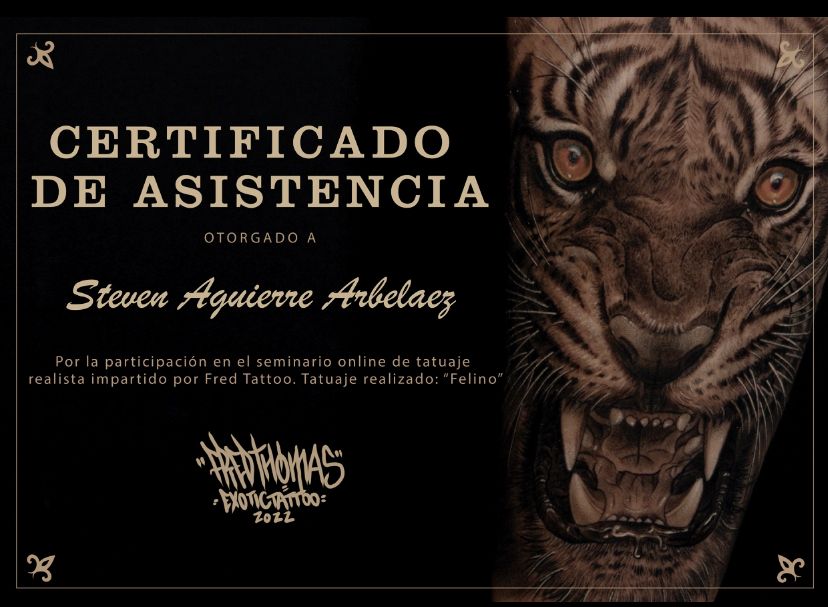 CERTIFICADO
DE ASISTENCIA
OTORGADO A
Steven Aguierre Arbelaez
Por la participación en el seminario online de tatuaje
realista impartido por Fred Tattoo. Tatuaje realizado: “Felino”
"FREDTHOMAS"
EXOTICTATTOO
2022